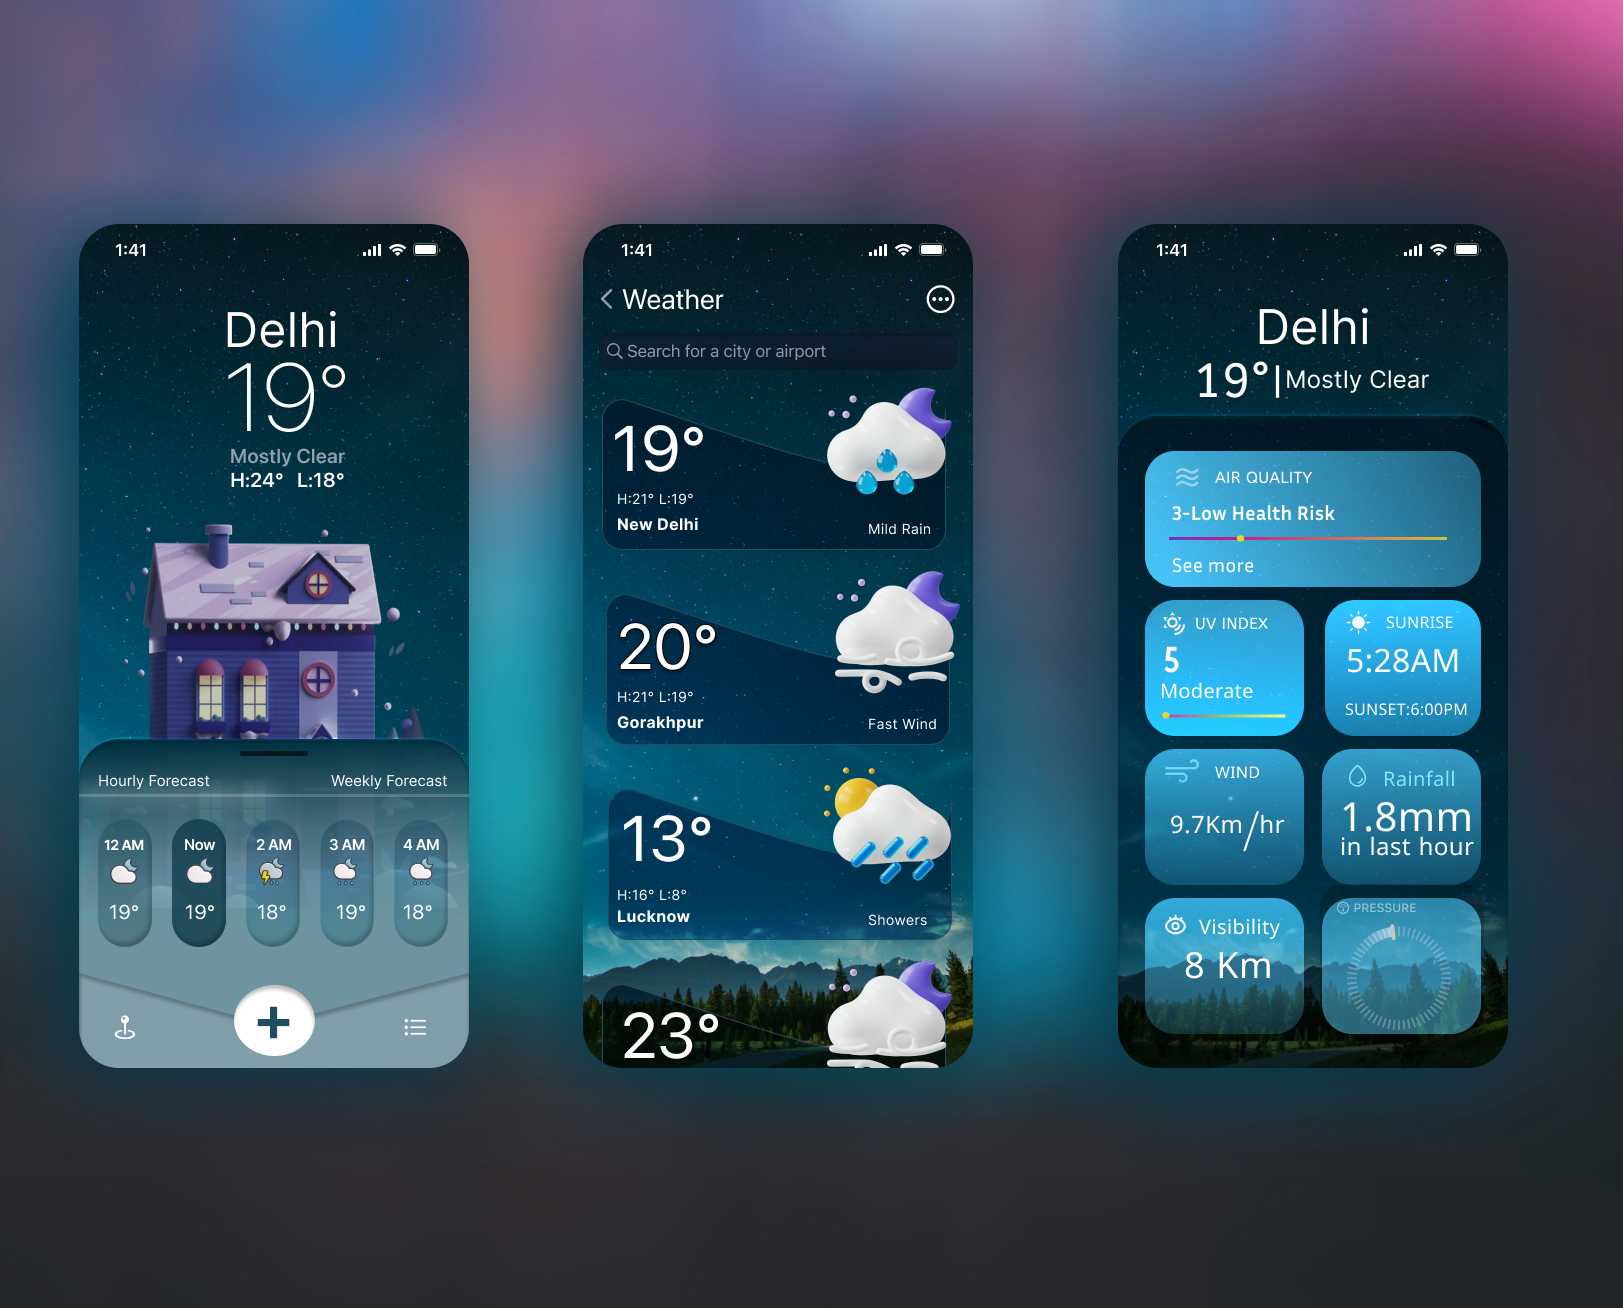 1:41
Delhi
19°
Mostly Clear
H:24° L:18°
Hourly Forecast
Weekly Forecast
12 AM
Now
2 AM
3 AM
4 AM
19°
19°
18°
19°
18°
1:41
Weather
Search for a city or airport
19°
H:21° L:19°
New Delhi
Mild Rain
20°
H:21° L:19°
Gorakhpur
Fast Wind
13°
H:16° L:8°
Lucknow
Showers
23°
1:41
Delhi
19°|Mostly Clear
AIR QUALITY
3-Low Health Risk
See more
UV INDEX
5
Moderate
SUNRISE
5:28AM
SUNSET:6:00PM
WIND
9.7Km/hr
Rainfall
1.8mm
in last hour
Visibility
8 Km
PRESSURE